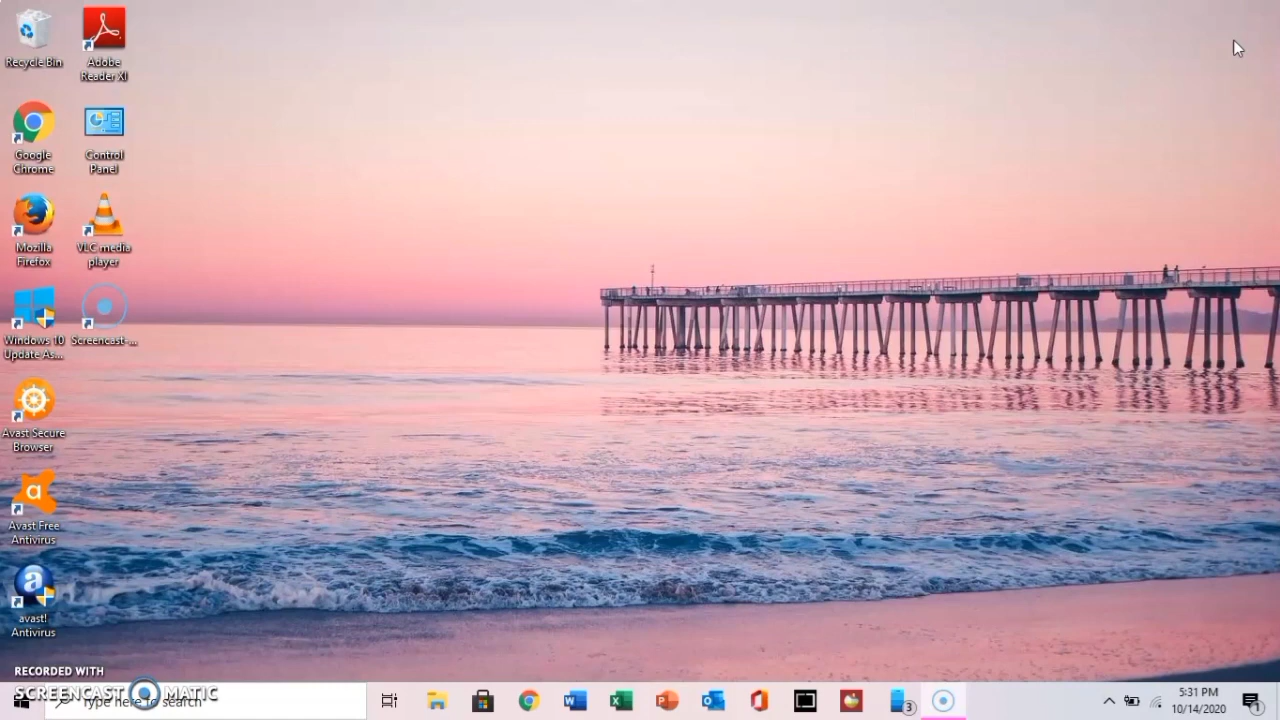 Recycle Bin
Adobe
Reader XI
Google
Chrome
Control
Panel
Mozilla
Firefox
VLC media
player
Windows 10
Update As...
Screencast-...
Avast Secure
Browser
Avast Free
Antivirus
avast!
Antivirus
RECORDED WITH
SCREENCAST MATIC
Type here to search
3
5:31 PM
10/14/2020
1